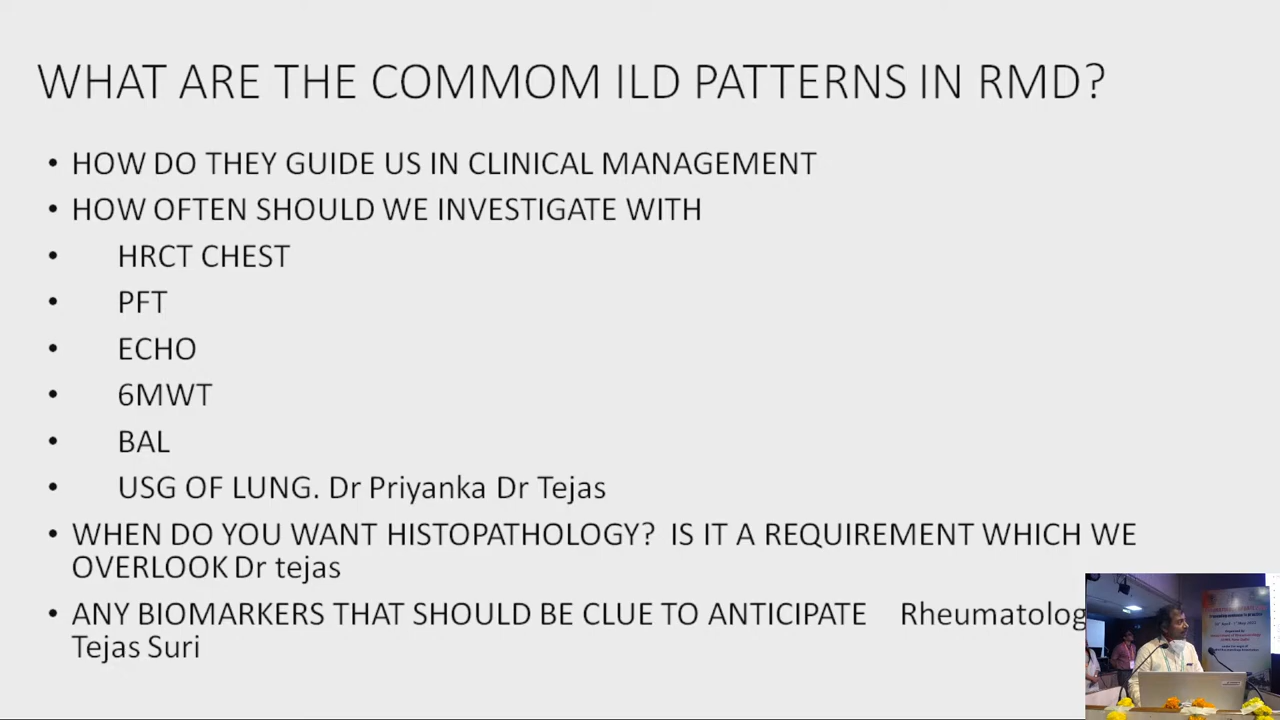 WHAT ARE THE COMMOM ILD PATTERNS IN RMD?
• HOW DO THEY GUIDE US IN CLINICAL MANAGEMENT
• HOW OFTEN SHOULD WE INVESTIGATE WITH
• HRCT CHEST
• PFT
• ECHO
• 6MWT
• BAL
• USG OF LUNG. Dr Priyanka Dr Tejas
• WHEN DO YOU WANT HISTOPATHOLOGY? IS IT A REQUIREMENT WHICH WE
OVERLOOK Dr tejas
• ANY BIOMARKERS THAT SHOULD BE CLUE TO ANTICIPATE Rheumatolog
Tejas Suri